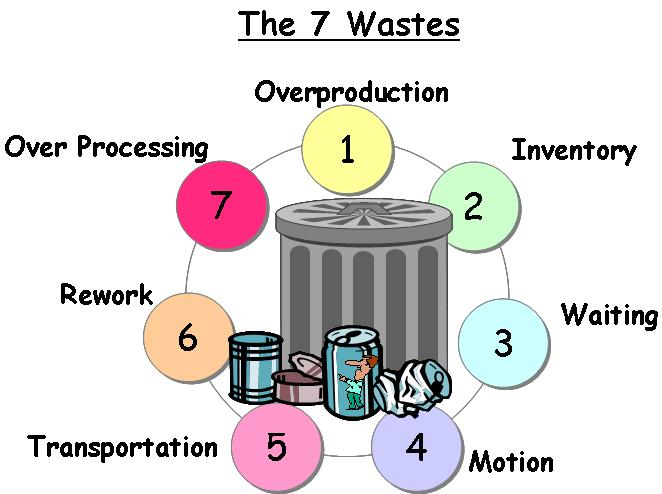 The 7 Wastes
Overproduction
1
Inventory
2
Waiting
3
Motion
4
Transportation
5
Rework
6
Over Processing
7